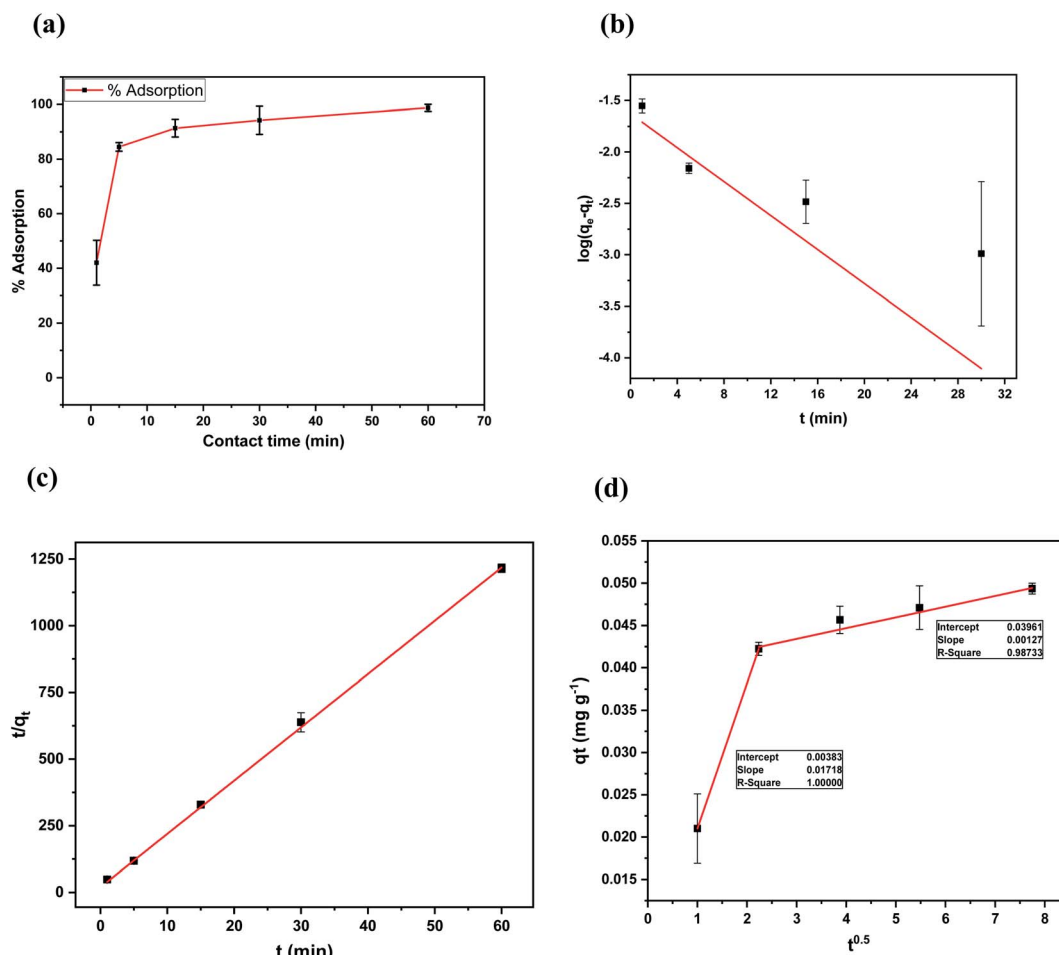 (a)
% Adsorption
100
80
60
40
20
0
% Adsorption
0 10 20 30 40 50 60 70
Contact time (min)
(b)
-1.5
-2.0
-2.5
-3.0
-3.5
-4.0
log(qe-qt)
0 4 8 12 16 20 24 28 32
t (min)
(c)
1250
1000
750
500
250
0
t/qt
0 10 20 30 40 50 60
t (min)
(d)
0.055
0.050
0.045
0.040
0.035
0.030
0.025
0.020
0.015
qt (mg g-1)
Intercept 0.03961
Slope 0.00127
R-Square 0.98733
Intercept 0.00383
Slope 0.01718
R-Square 1.00000
0 1 2 3 4 5 6 7 8
t0.5